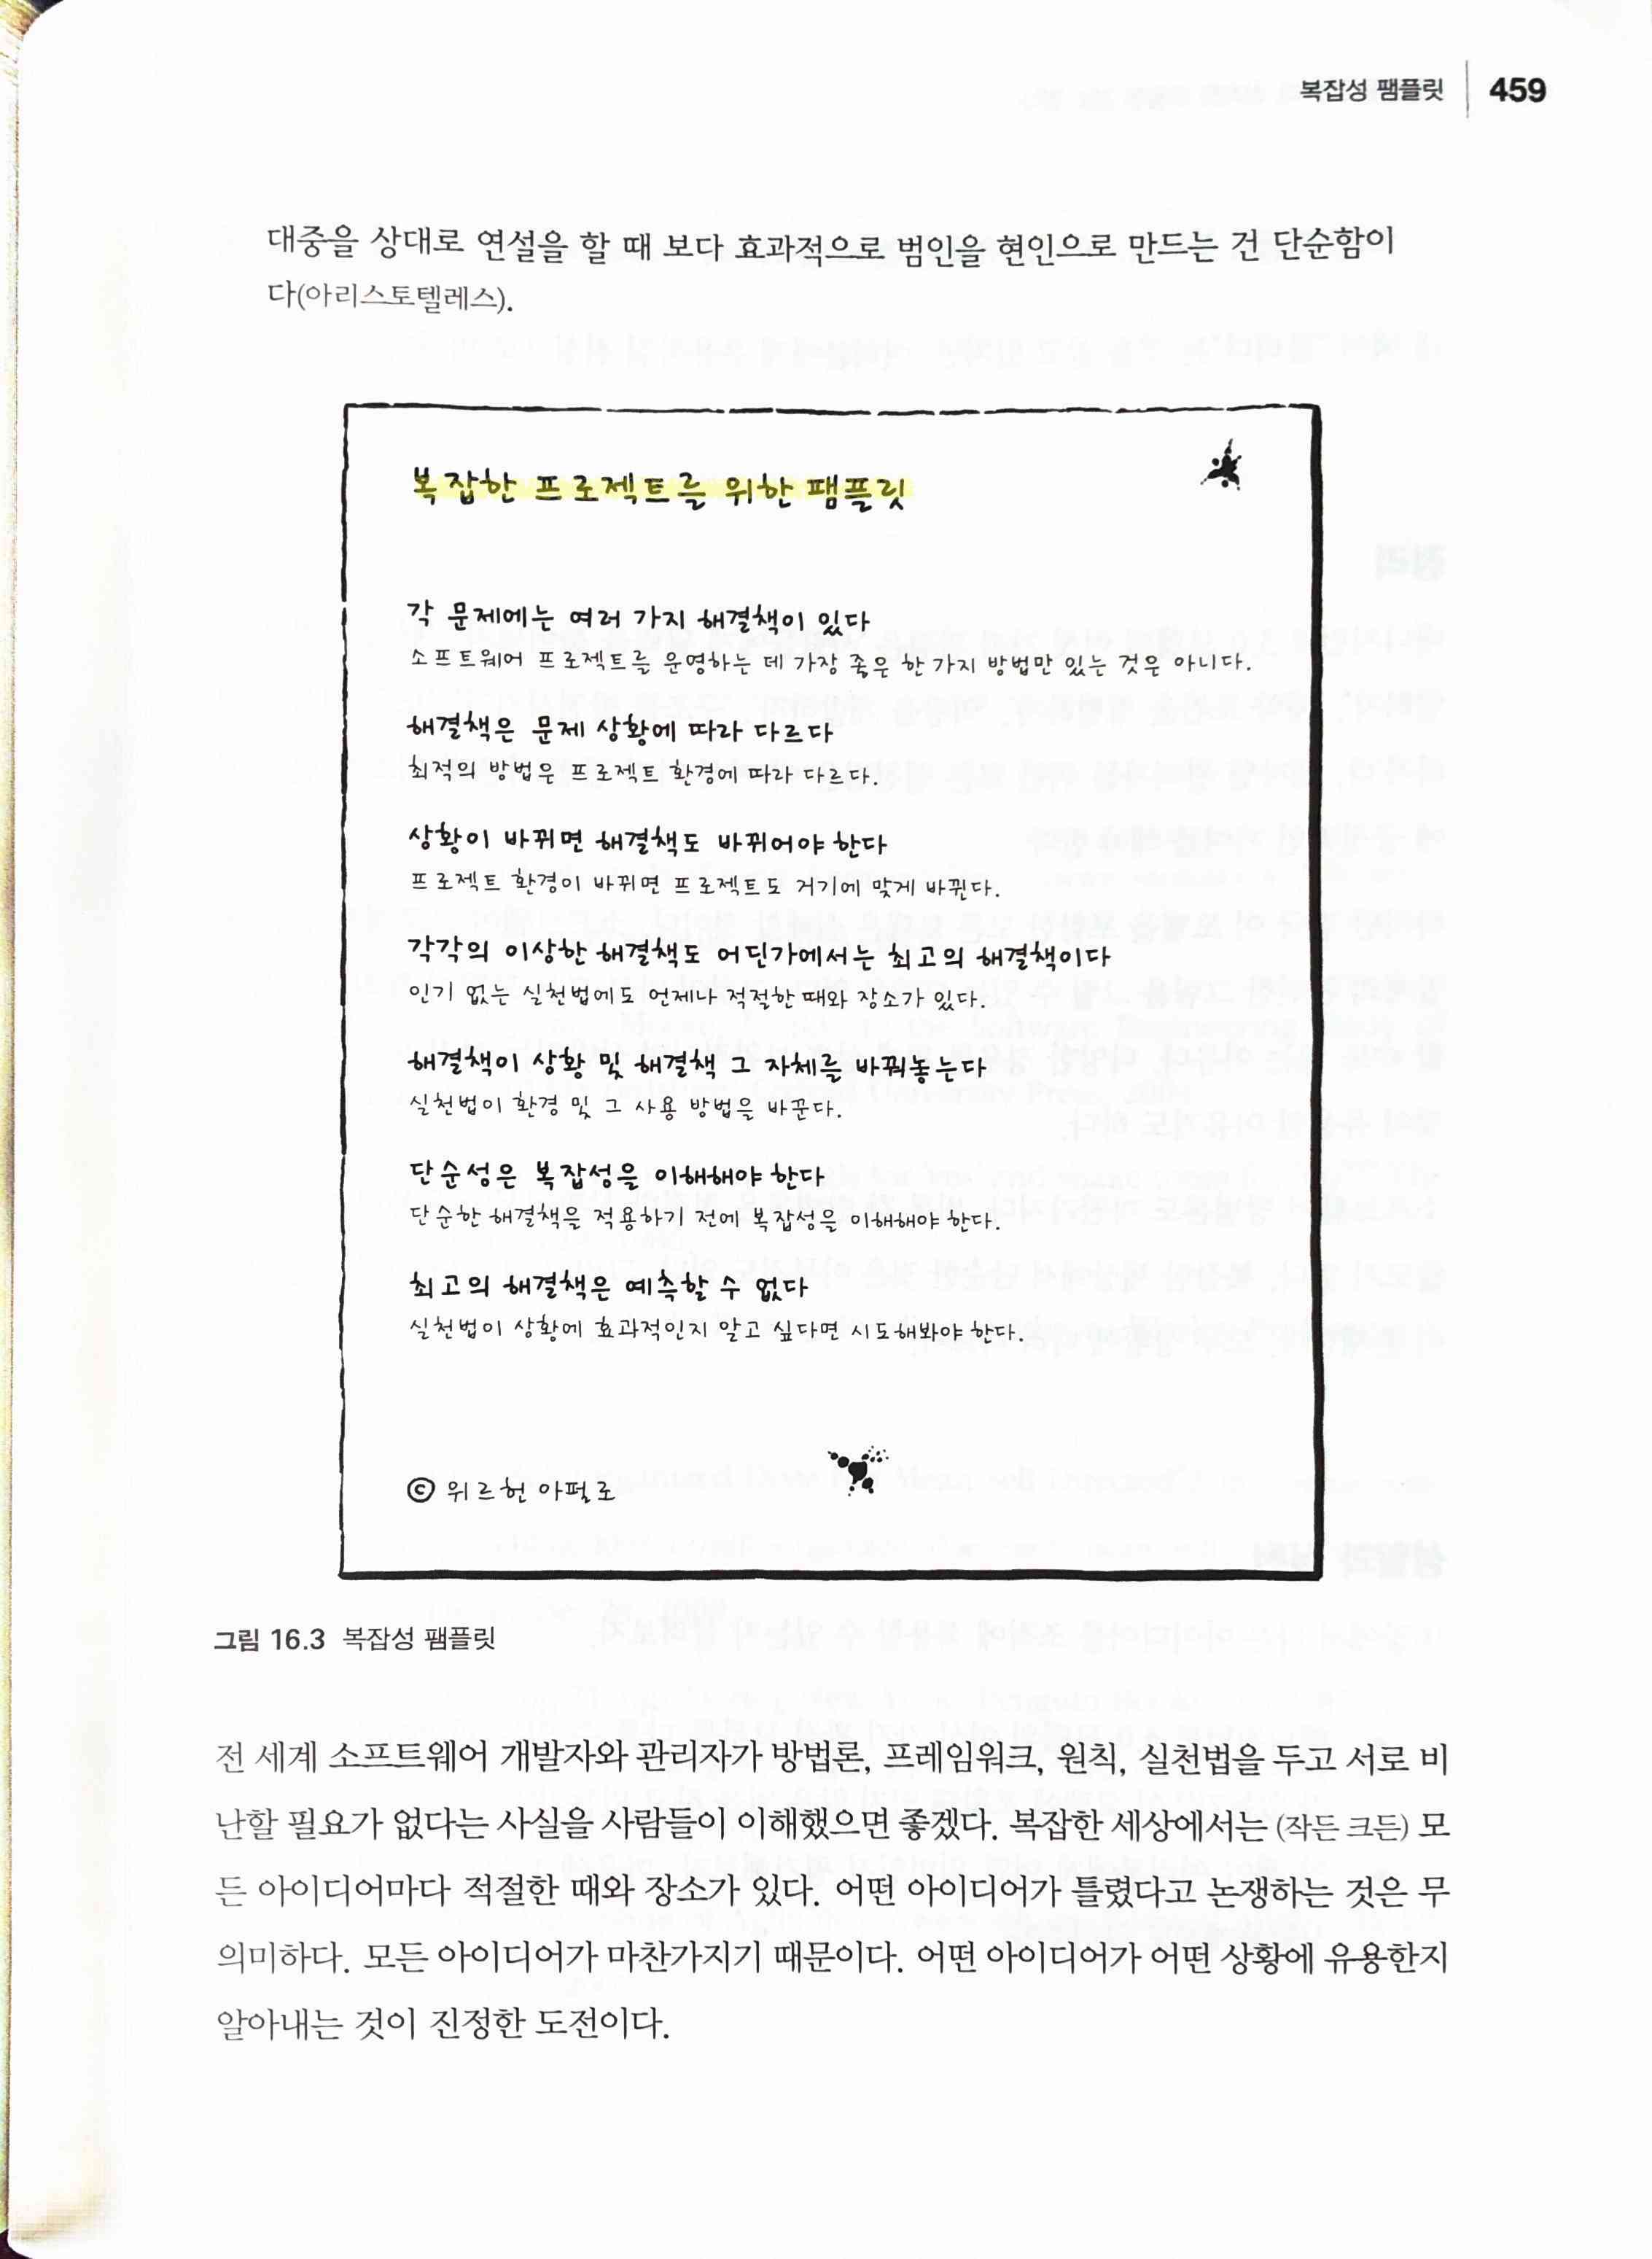 복잡성 팸플릿 459
대중을 상대로 연설을 할 때 보다 효과적으로 범인을 현인으로 만드는 건 단순함이
다(아리스토텔레스).
복잡한 프로젝트를 위한 팸플릿
각 문제에는 여러 가지 해결책이 있다
소프트웨어 프로젝트를 운영하는 데 가장 좋은 한 가지 방법만 있는 것은 아니다.
해결책은 문제 상황에 따라 다르다
최적의 방법은 프로젝트 환경에 따라 다르다.
상황이 바뀌면 해결책도 바뀌어야 한다
프로젝트 환경이 바뀌면 프로젝트도 거기에 맞게 바뀐다.
각각의 이상한 해결책도 어딘가에서는 최고의 해결책이다
인기 없는 실천법에도 언제나 적절한 때와 장소가 있다.
해결책이 상황 및 해결책 그 자체를 바꿔놓는다
실천법이 환경 및 그 사용 방법을 바꾼다.
단순성은 복잡성을 이해해야 한다
단순한 해결책을 적용하기 전에 복잡성을 이해해야 한다.
최고의 해결책은 예측할 수 없다
실천법이 상황에 효과적인지 알고 싶다면 시도해봐야 한다.
© 위르헌 아펄로
그림 16.3 복잡성 팸플릿
전 세계 소프트웨어 개발자와 관리자가 방법론, 프레임워크, 원칙, 실천법을 두고 서로 비
난할 필요가 없다는 사실을 사람들이 이해했으면 좋겠다. 복잡한 세상에서는 (작든 크든) 모
든 아이디어마다 적절한 때와 장소가 있다. 어떤 아이디어가 틀렸다고 논쟁하는 것은 무
의미하다. 모든 아이디어가 마찬가지기 때문이다. 어떤 아이디어가 어떤 상황에 유용한지
알아내는 것이 진정한 도전이다.